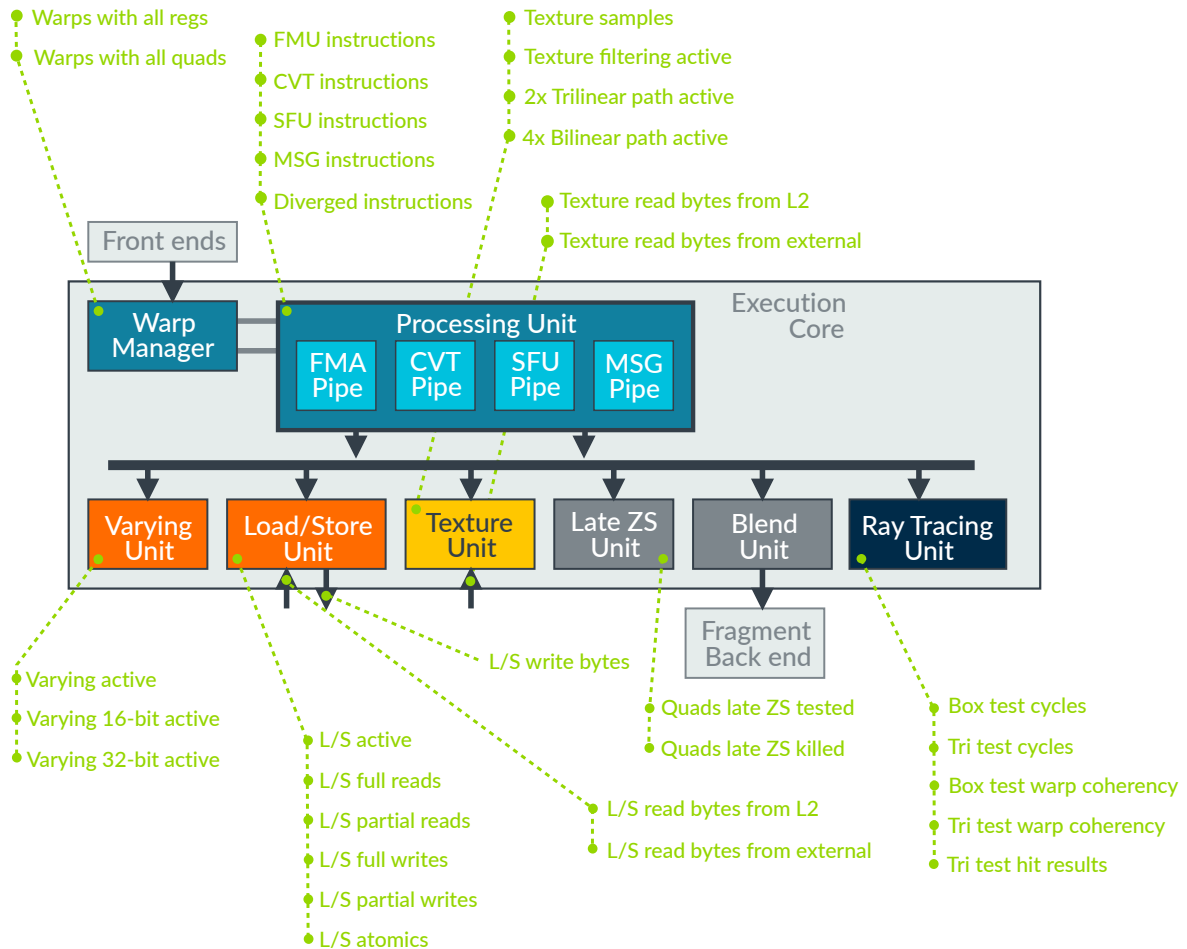 Warps with all regs
Warps with all quads
FMU instructions
CVT instructions
SFU instructions
MSG instructions
Diverged instructions
Texture samples
Texture filtering active
2x Trilinear path active
4x Bilinear path active
Texture read bytes from L2
Texture read bytes from external
Front ends
Execution
Core
Warp
Manager
Processing Unit
FMA
Pipe
CVT
Pipe
SFU
Pipe
MSG
Pipe
Varying
Unit
Load/Store
Unit
Texture
Unit
Late ZS
Unit
Blend
Unit
Ray Tracing
Unit
Fragment
Back end
L/S write bytes
Varying active
Varying 16-bit active
Varying 32-bit active
L/S active
L/S full reads
L/S partial reads
L/S full writes
L/S partial writes
L/S atomics
L/S read bytes from L2
L/S read bytes from external
Quads late ZS tested
Quads late ZS killed
Box test cycles
Tri test cycles
Box test warp coherency
Tri test warp coherency
Tri test hit results